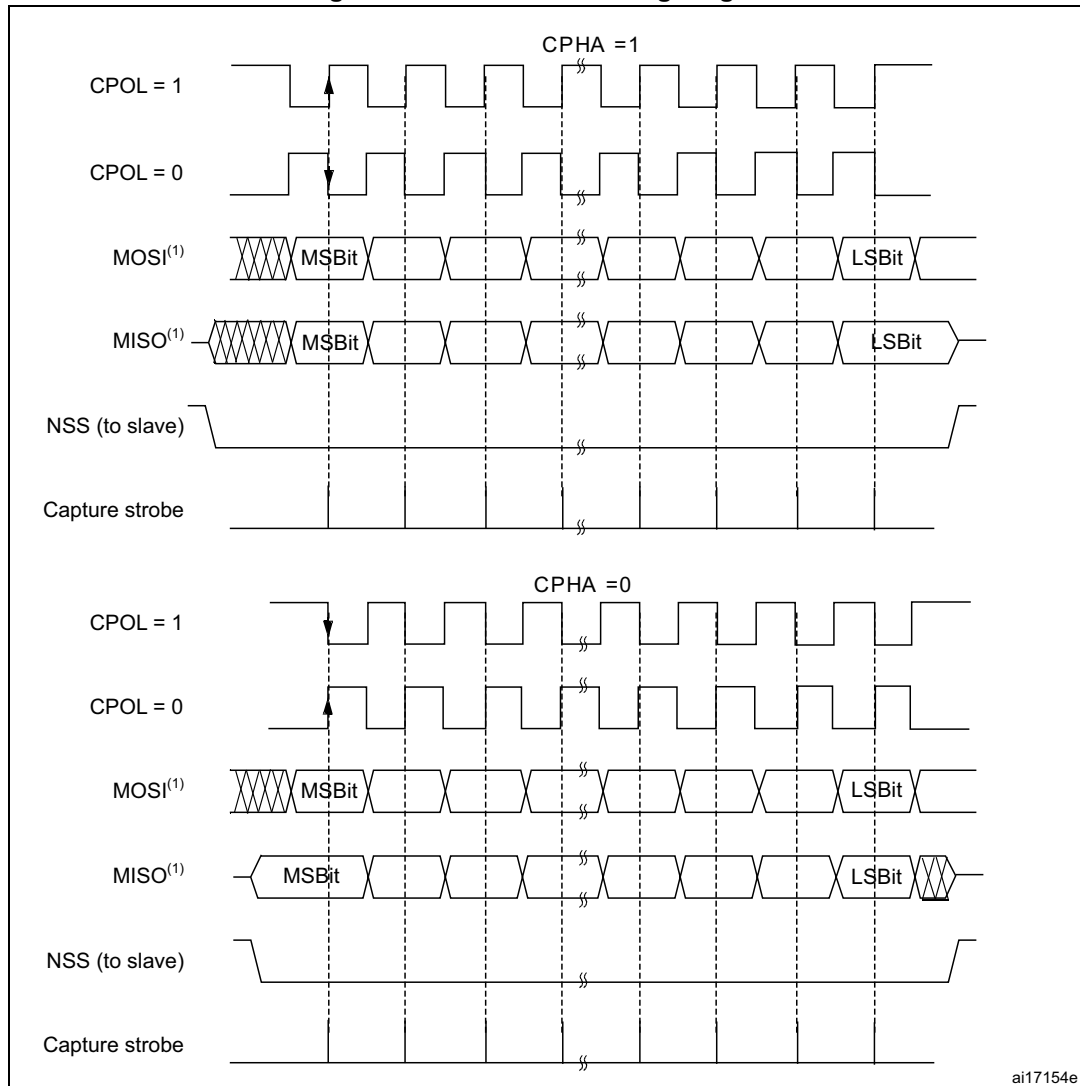 CPHA =1
CPOL = 1
CPOL = 0
MOSI(1)
MSBit
LSBit
MISO(1)
MSBit
LSBit
NSS (to slave)
Capture strobe
CPHA =0
CPOL = 1
CPOL = 0
MOSI(1)
MSBit
LSBit
MISO(1)
MSBit
LSBit
NSS (to slave)
Capture strobe
ai17154e